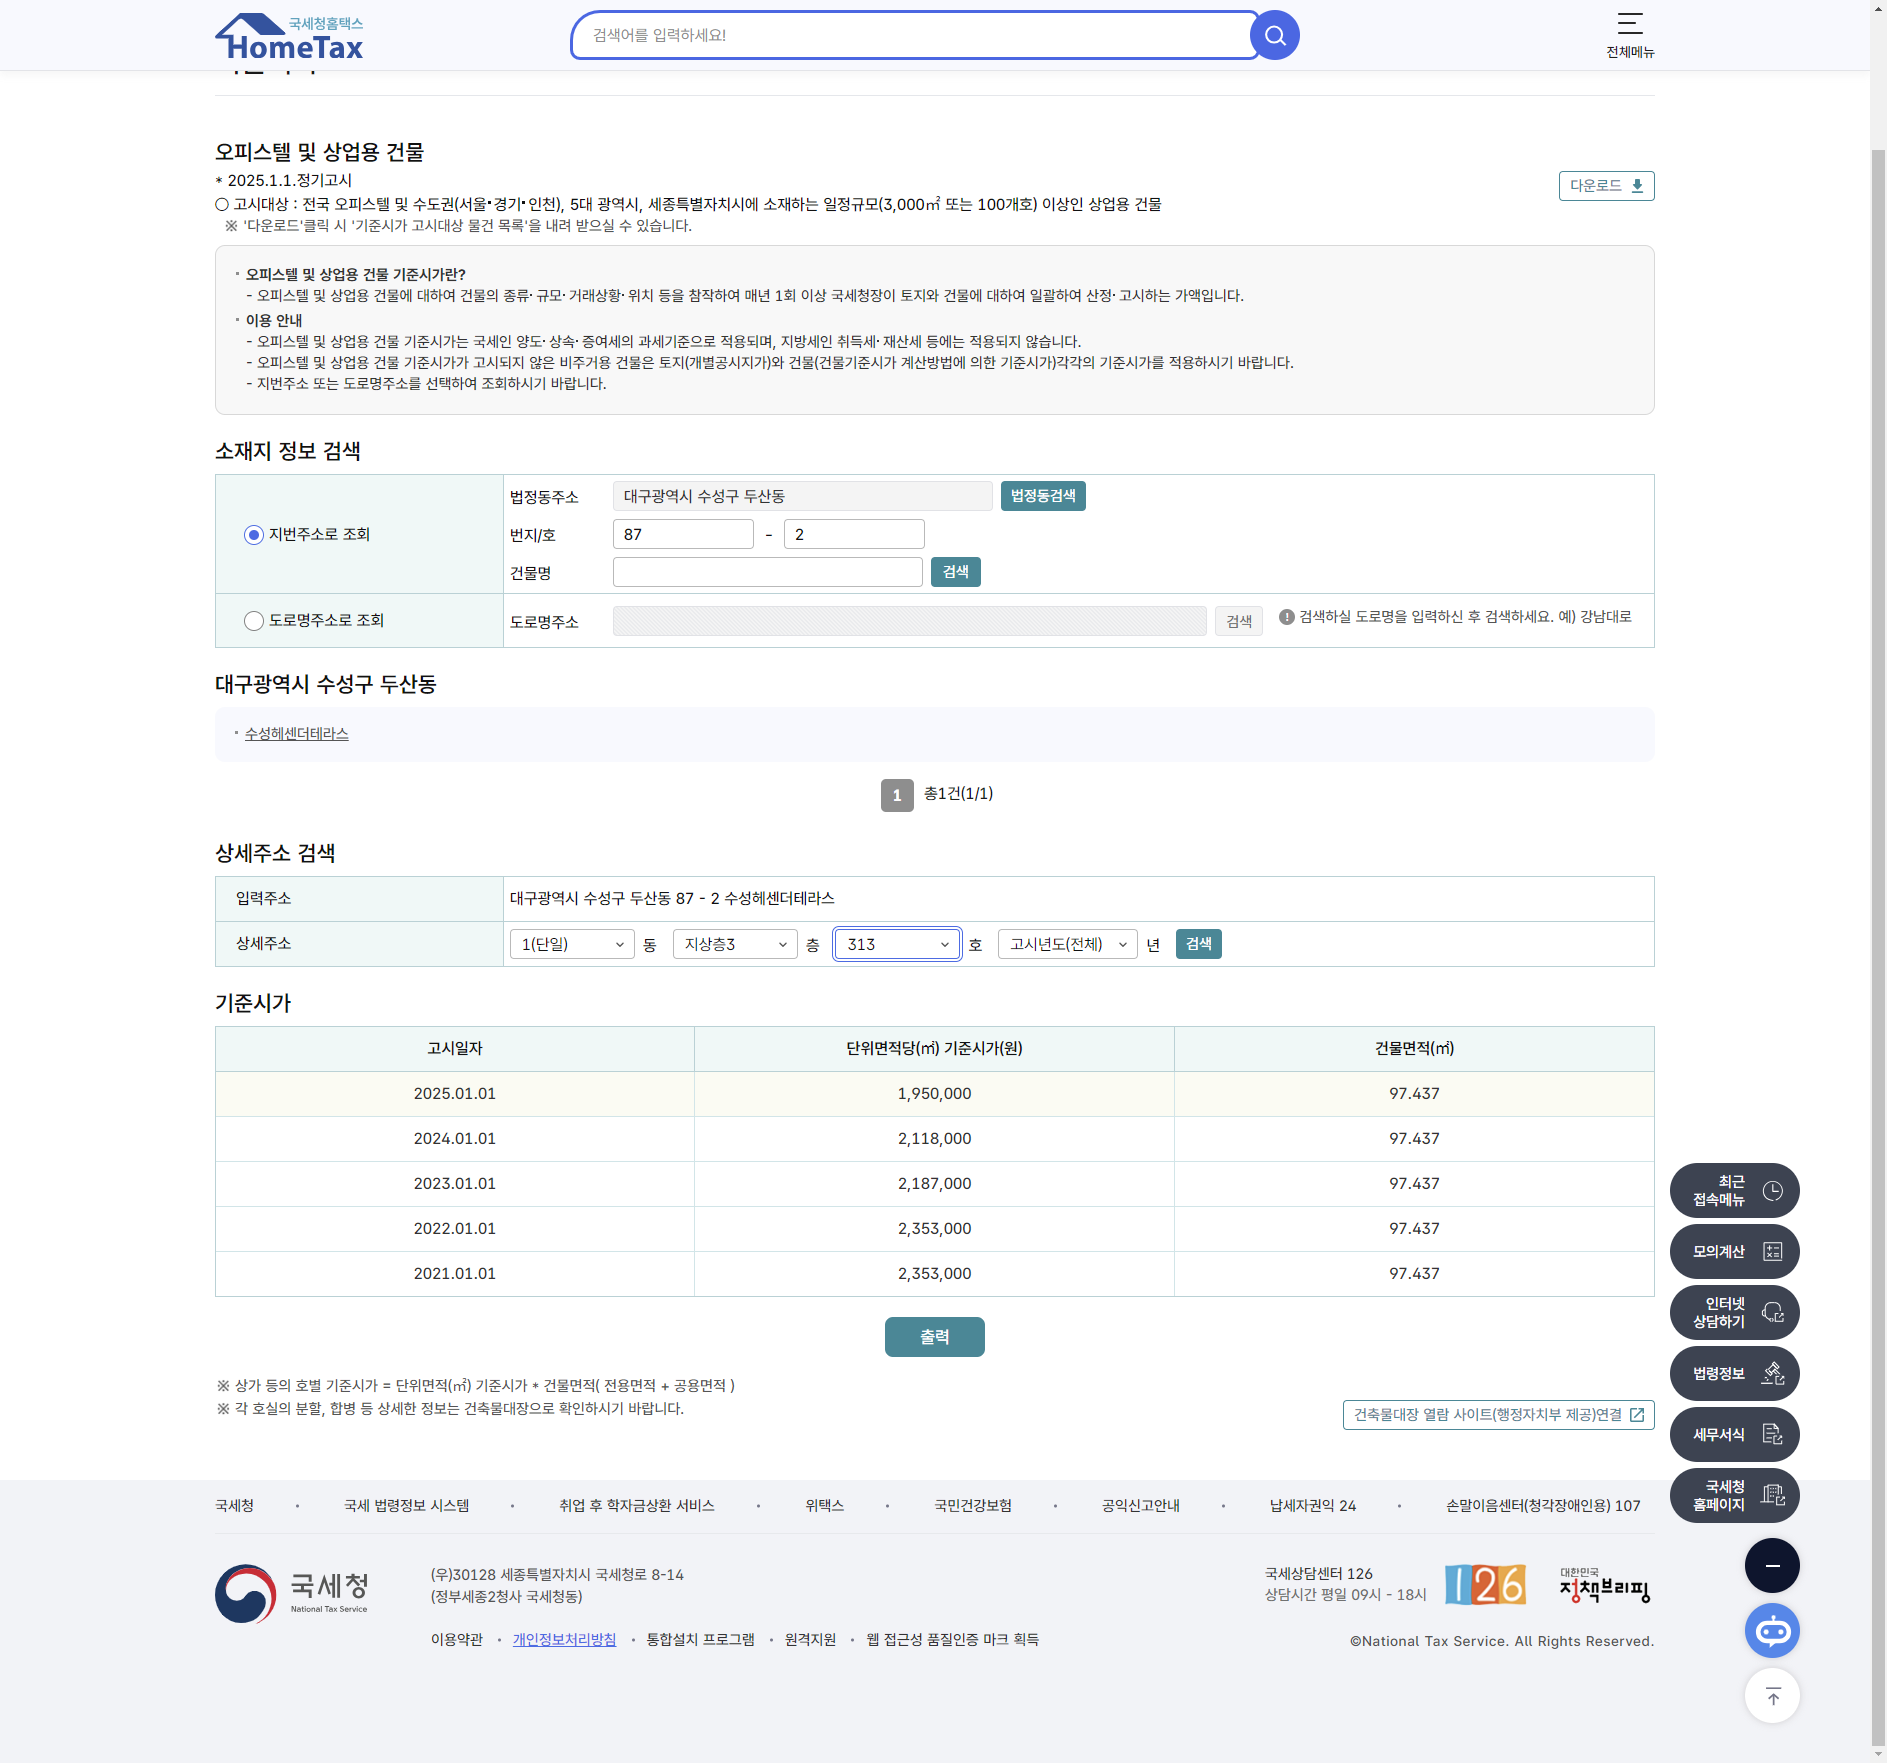 국세청홈택스
HomeTax
검색어를 입력하세요!
전체메뉴
오피스텔 및 상업용 건물
* 2025.1.1.정기고시
다운로드
○ 고시대상 : 전국 오피스텔 및 수도권(서울·경기·인천), 5대 광역시, 세종특별자치시에 소재하는 일정규모(3,000㎡ 또는 100개호) 이상인 상업용 건물
※ '다운로드'클릭 시 '기준시가 고시대상 물건 목록'을 내려 받으실 수 있습니다.
· 오피스텔 및 상업용 건물 기준시가란?
- 오피스텔 및 상업용 건물에 대하여 건물의 종류·규모·거래상황·위치 등을 참작하여 매년 1회 이상 국세청장이 토지와 건물에 대하여 일괄하여 산정·고시하는 가액입니다.
· 이용 안내
- 오피스텔 및 상업용 건물 기준시가는 국세인 양도·상속·증여세의 과세기준으로 적용되며, 지방세인 취득세·재산세 등에는 적용되지 않습니다.
- 오피스텔 및 상업용 건물 기준시가가 고시되지 않은 비주거용 건물은 토지(개별공시지가)와 건물(건물기준시가 계산방법에 의한 기준시가)각각의 기준시가를 적용하시기 바랍니다.
- 지번주소 또는 도로명주소를 선택하여 조회하시기 바랍니다.
소재지 정보 검색
지번주소로 조회
법정동주소 대구광역시 수성구 두산동 법정동검색
번지/호 87 - 2
건물명 검색
도로명주소로 조회 도로명주소 검색 ! 검색하실 도로명을 입력하신 후 검색하세요. 예) 강남대로
대구광역시 수성구 두산동
· 수성헤센더테라스
1 총1건(1/1)
상세주소 검색
입력주소 대구광역시 수성구 두산동 87 - 2 수성헤센더테라스
상세주소 1(단일) 동 지상층3 층 313 호 고시년도(전체) 년 검색
기준시가
고시일자 단위면적당(㎡) 기준시가(원) 건물면적(㎡)
2025.01.01 1,950,000 97.437
2024.01.01 2,118,000 97.437
2023.01.01 2,187,000 97.437
2022.01.01 2,353,000 97.437
2021.01.01 2,353,000 97.437
출력
※ 상가 등의 호별 기준시가 = 단위면적(㎡) 기준시가 * 건물면적( 전용면적 + 공용면적 )
※ 각 호실의 분할, 합병 등 상세한 정보는 건축물대장으로 확인하시기 바랍니다.
건축물대장 열람 사이트(행정자치부 제공)연결
최근
접속메뉴
모의계산
인터넷
상담하기
법령정보
세무서식
국세청
홈페이지
국세청 · 국세 법령정보 시스템 · 취업 후 학자금상환 서비스 · 위택스 · 국민건강보험 · 공익신고안내 · 납세자권익 24 · 손말이음센터(청각장애인용) 107
국세청
National Tax Service
(우)30128 세종특별자치시 국세청로 8-14
(정부세종2청사 국세청동)
국세상담센터 126
상담시간 평일 09시 - 18시
126
대한민국
정책브리핑
이용약관 · 개인정보처리방침 · 통합설치 프로그램 · 원격지원 · 웹 접근성 품질인증 마크 획득
©National Tax Service. All Rights Reserved.